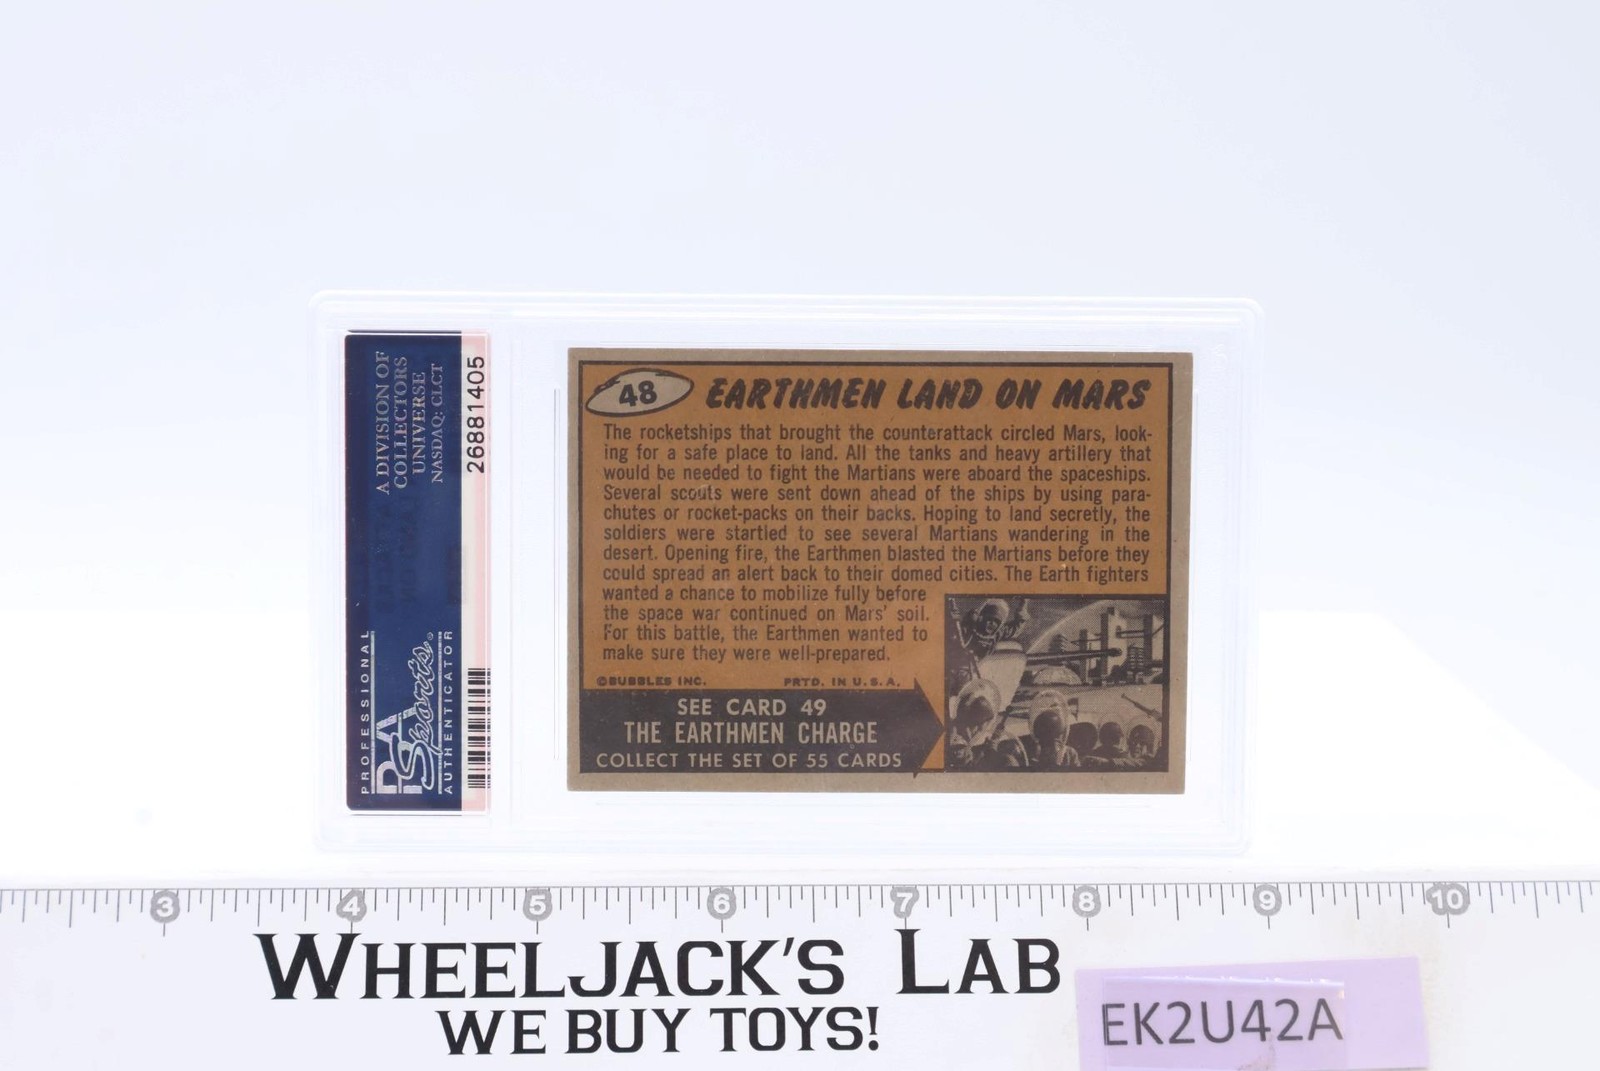 A DIVISION OF
COLLECTORS
UNIVERSE
NASDAQ: CLCT
26881405
PROFESSIONAL
PSA
Sports®
AUTHENTICATOR
48 EARTHMEN LAND ON MARS
The rocketships that brought the counterattack circled Mars, look-
ing for a safe place to land. All the tanks and heavy artillery that
would be needed to fight the Martians were aboard the spaceships.
Several scouts were sent down ahead of the ships by using para-
chutes or rocket-packs on their backs. Hoping to land secretly, the
soldiers were startled to see several Martians wandering in the
desert. Opening fire, the Earthmen blasted the Martians before they
could spread an alert back to their domed cities. The Earth fighters
wanted a chance to mobilize fully before
the space war continued on Mars' soil.
For this battle, the Earthmen wanted to
make sure they were well-prepared.
©BUBBLES INC. PRTD. IN U.S.A.
SEE CARD 49
THE EARTHMEN CHARGE
COLLECT THE SET OF 55 CARDS
3 4 5 6 7 8 9 10
WHEELJACK'S LAB
WE BUY TOYS!
EK2U42A